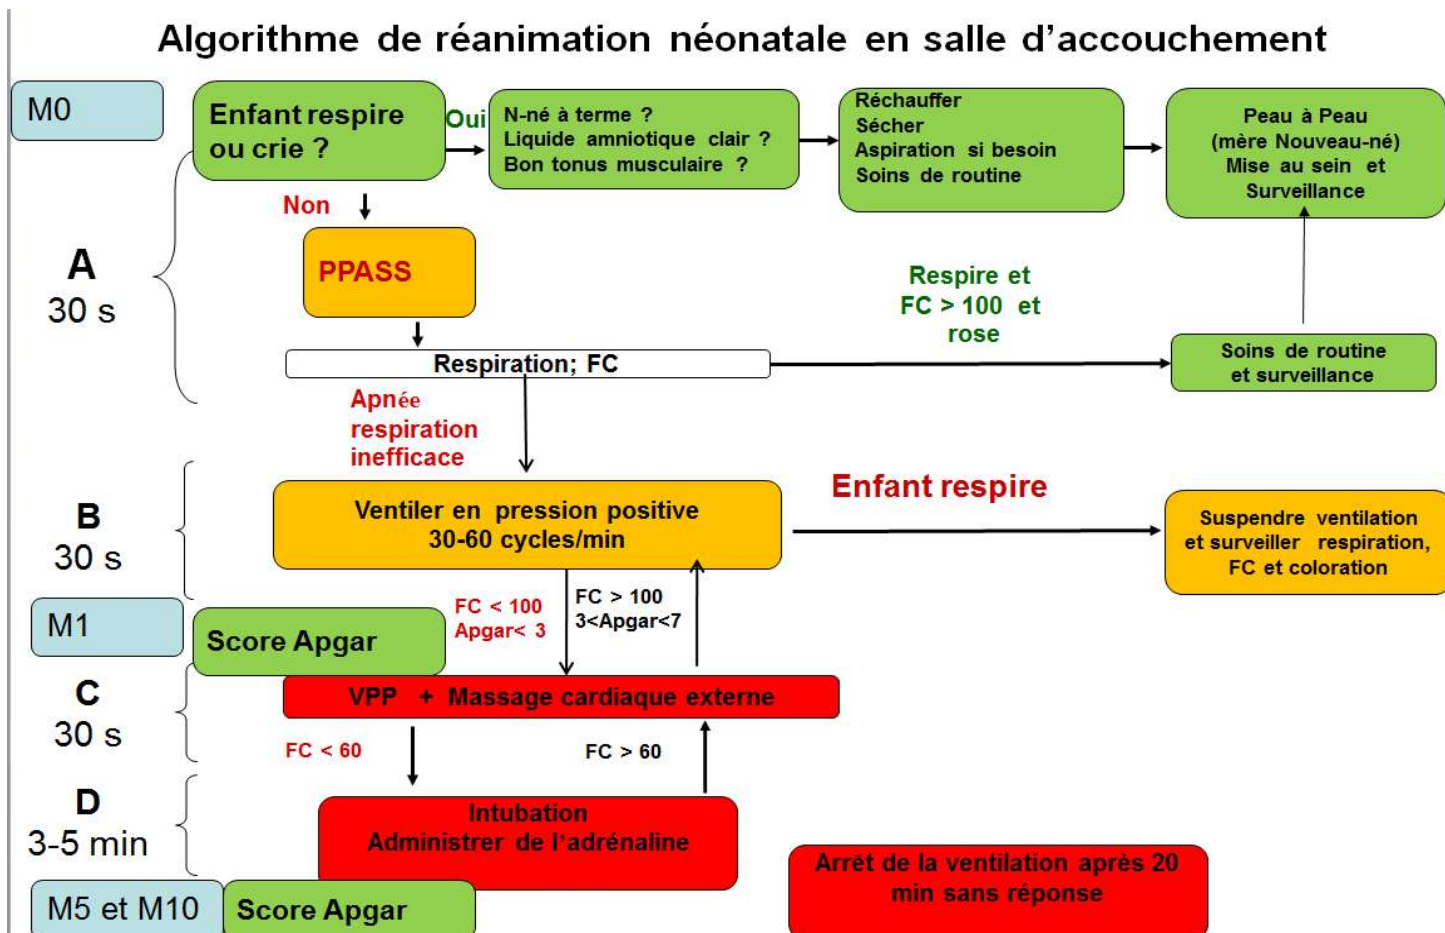 Algorithme de réanimation néonatale en salle d'accouchement
M0
Enfant respire
ou crie ?
Oui
N-né à terme ?
Liquide amniotique clair ?
Bon tonus musculaire ?
Réchauffer
Sécher
Aspiration si besoin
Soins de routine
Peau à Peau
(mère Nouveau-né)
Mise au sein et
Surveillance
Non
A
30 s
PPASS
Respire et
FC > 100 et
rose
Respiration; FC
Soins de routine
et surveillance
Apnée
respiration
inefficace
B
30 s
Ventiler en pression positive
30-60 cycles/min
Enfant respire
Suspendre ventilation
et surveiller respiration,
FC et coloration
M1
Score Apgar
FC < 100
Apgar< 3
FC > 100
3<Apgar<7
C
30 s
VPP + Massage cardiaque externe
FC < 60
FC > 60
D
3-5 min
Intubation
Administrer de l'adrénaline
Arrêt de la ventilation après 20
min sans réponse
M5 et M10
Score Apgar